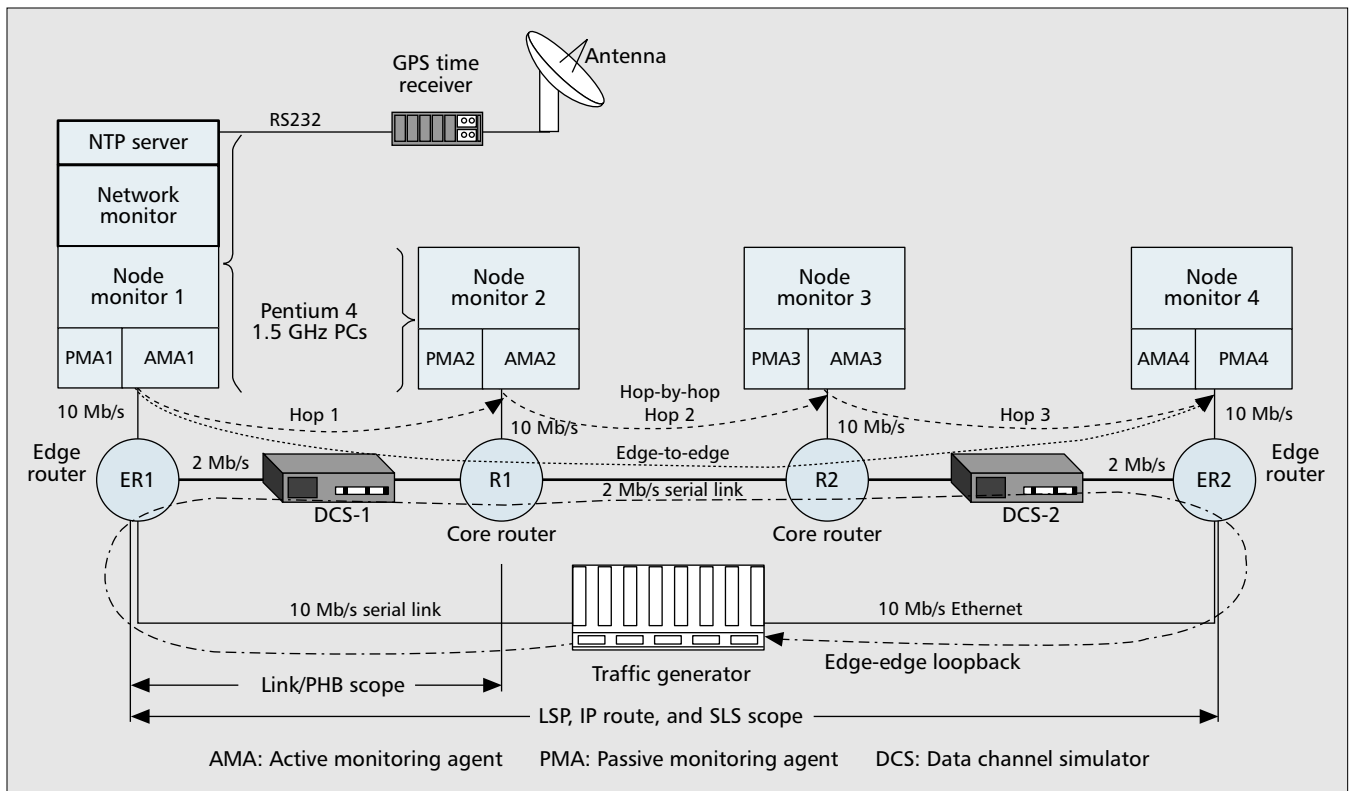 GPS time
receiver
Antenna
RS232
NTP server
Network
monitor
Node
monitor 1
PMA1
AMA1
Pentium 4
1.5 GHz PCs
Node
monitor 2
PMA2
AMA2
Node
monitor 3
PMA3
AMA3
Node
monitor 4
AMA4
PMA4
10 Mb/s
Hop 1
Hop-by-hop
Hop 2
Hop 3
10 Mb/s
10 Mb/s
10 Mb/s
Edge
router
ER1
2 Mb/s
DCS-1
R1
Core router
Edge-to-edge
2 Mb/s serial link
R2
Core router
DCS-2
2 Mb/s
ER2
Edge
router
10 Mb/s serial link
10 Mb/s Ethernet
Traffic generator
Edge-edge loopback
Link/PHB scope
LSP, IP route, and SLS scope
AMA: Active monitoring agent PMA: Passive monitoring agent DCS: Data channel simulator